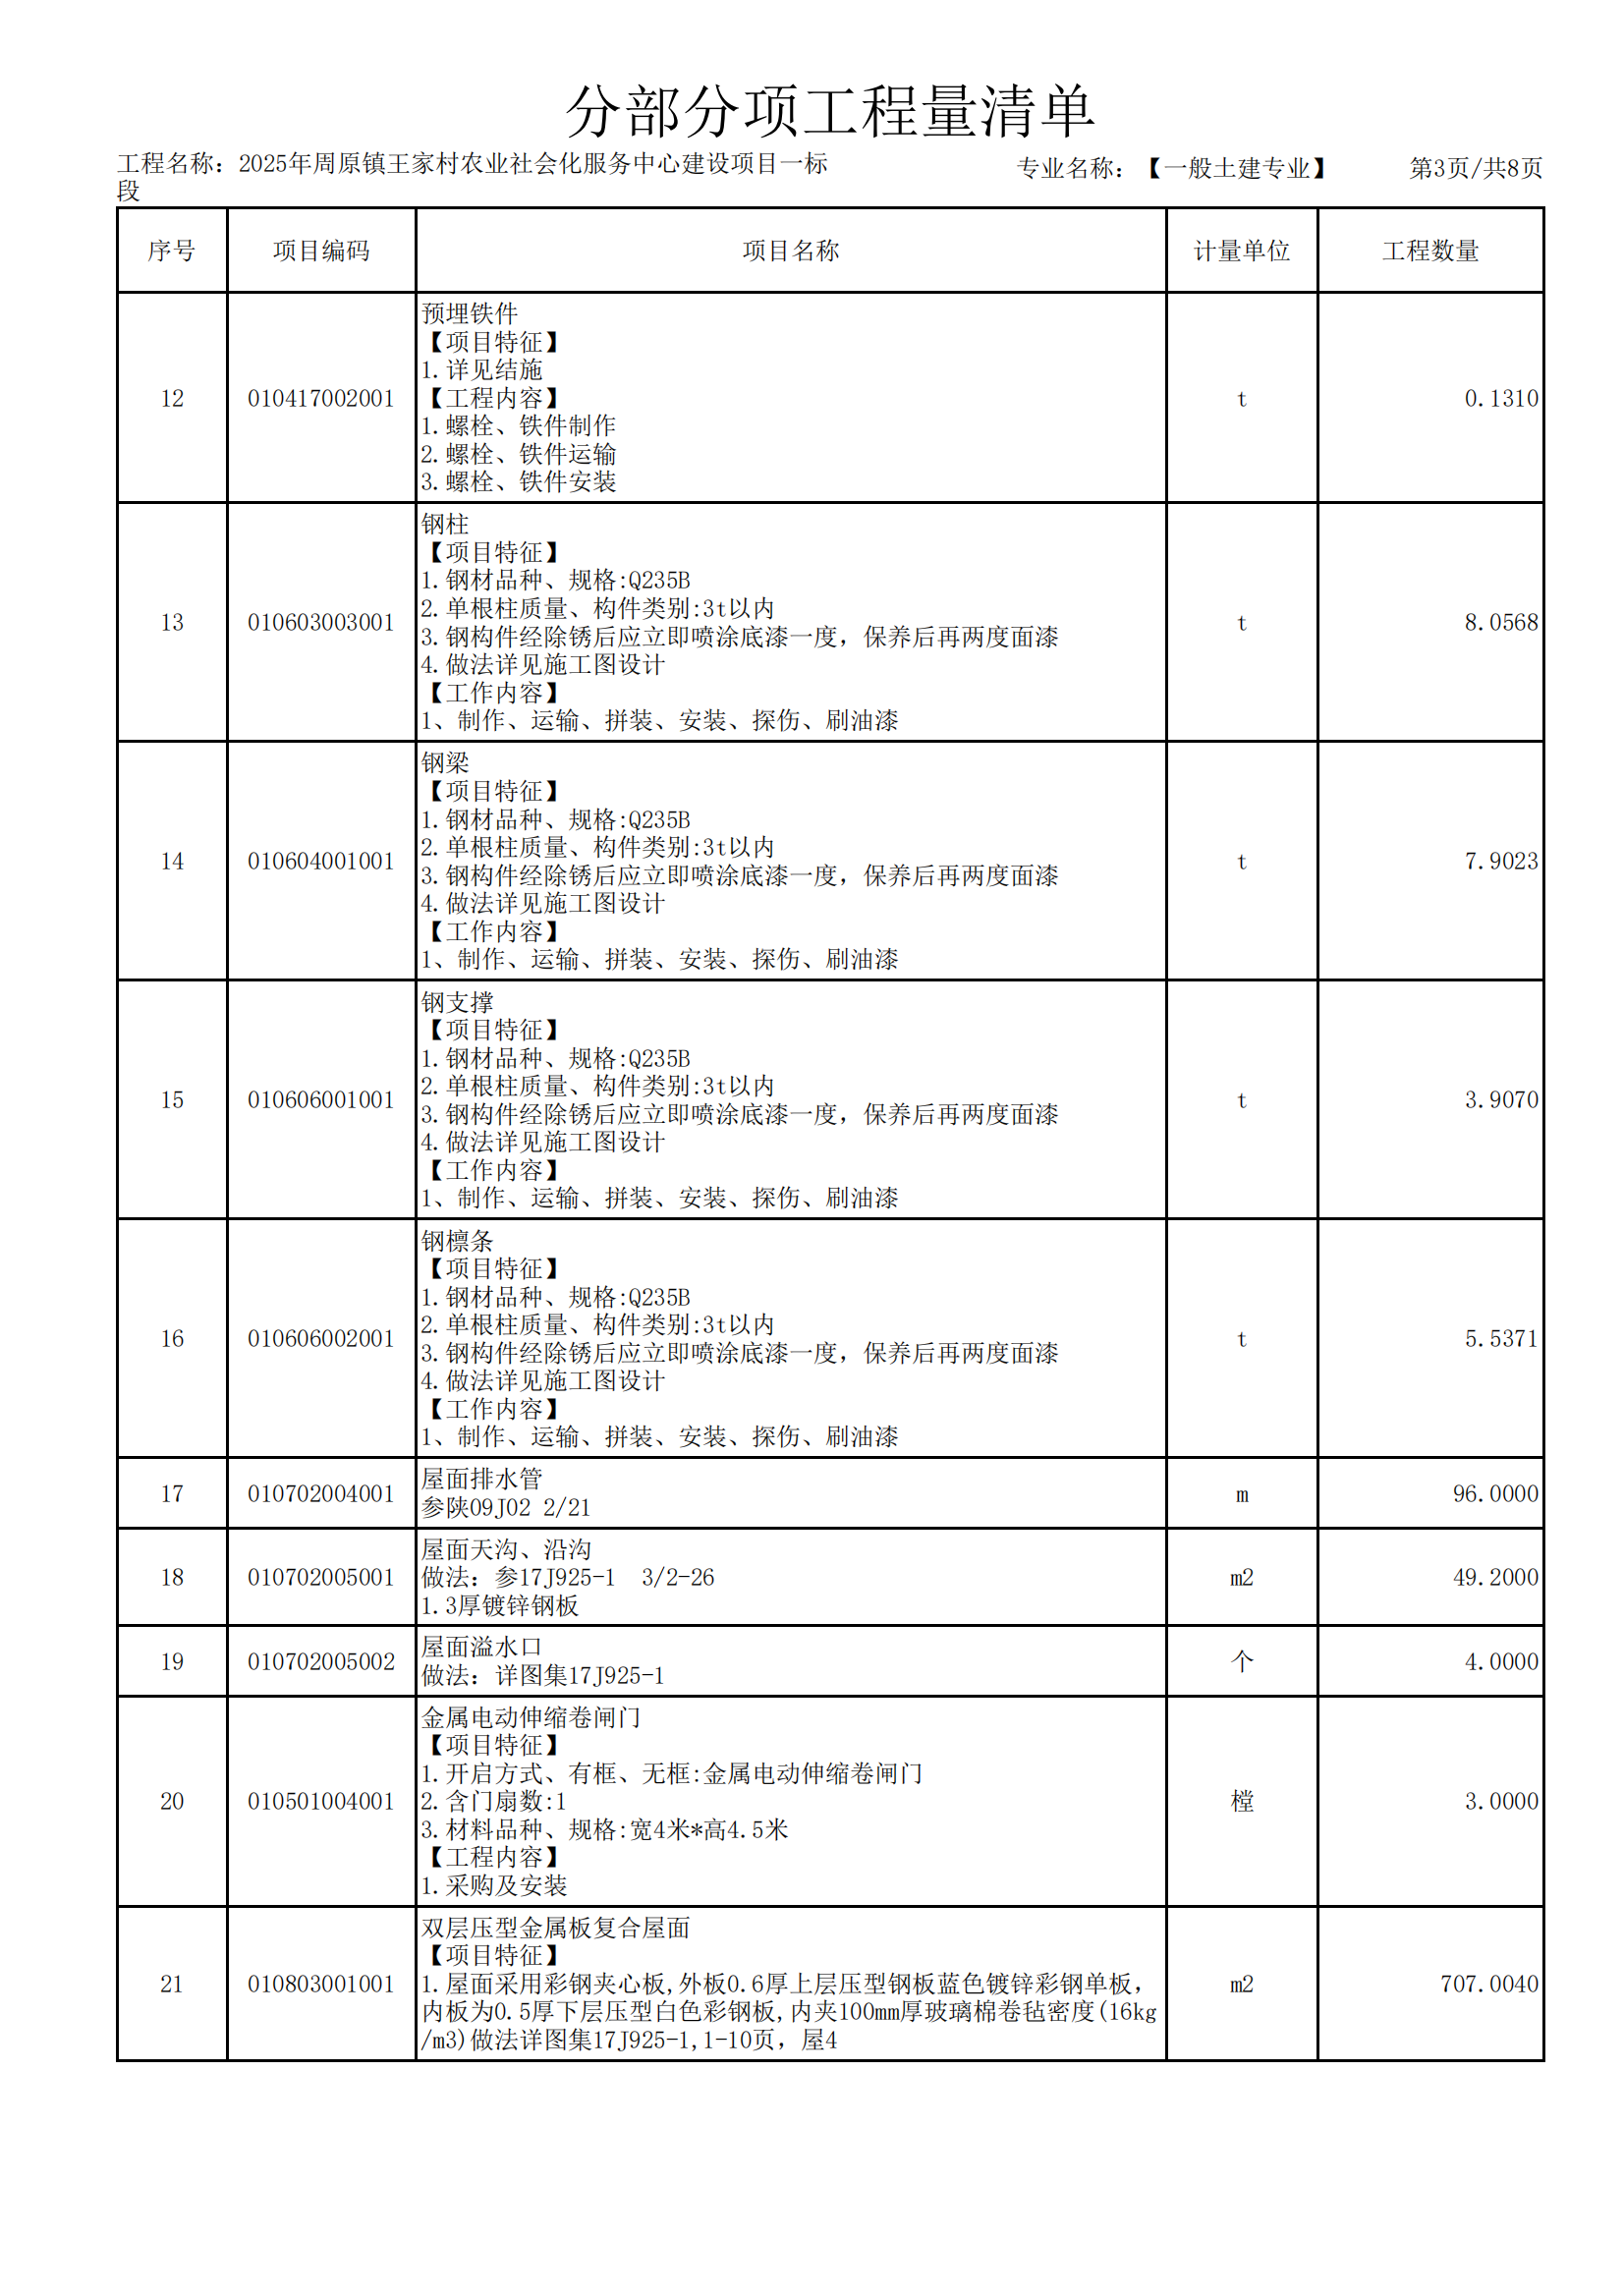 分部分项工程量清单
工程名称：2025年周原镇王家村农业社会化服务中心建设项目一标段
专业名称：【一般土建专业】
第3页/共8页
序号 项目编码 项目名称 计量单位 工程数量
12 010417002001 预埋铁件
【项目特征】
1.详见结施
【工程内容】
1.螺栓、铁件制作
2.螺栓、铁件运输
3.螺栓、铁件安装
t 0.1310
13 010603003001 钢柱
【项目特征】
1.钢材品种、规格:Q235B
2.单根柱质量、构件类别:3t以内
3.钢构件经除锈后应立即喷涂底漆一度，保养后再两度面漆
4.做法详见施工图设计
【工作内容】
1、制作、运输、拼装、安装、探伤、刷油漆
t 8.0568
14 010604001001 钢梁
【项目特征】
1.钢材品种、规格:Q235B
2.单根柱质量、构件类别:3t以内
3.钢构件经除锈后应立即喷涂底漆一度，保养后再两度面漆
4.做法详见施工图设计
【工作内容】
1、制作、运输、拼装、安装、探伤、刷油漆
t 7.9023
15 010606001001 钢支撑
【项目特征】
1.钢材品种、规格:Q235B
2.单根柱质量、构件类别:3t以内
3.钢构件经除锈后应立即喷涂底漆一度，保养后再两度面漆
4.做法详见施工图设计
【工作内容】
1、制作、运输、拼装、安装、探伤、刷油漆
t 3.9070
16 010606002001 钢檩条
【项目特征】
1.钢材品种、规格:Q235B
2.单根柱质量、构件类别:3t以内
3.钢构件经除锈后应立即喷涂底漆一度，保养后再两度面漆
4.做法详见施工图设计
【工作内容】
1、制作、运输、拼装、安装、探伤、刷油漆
t 5.5371
17 010702004001 屋面排水管
参陕09J02 2/21
m 96.0000
18 010702005001 屋面天沟、沿沟
做法：参17J925-1  3/2-26
1.3厚镀锌钢板
m2 49.2000
19 010702005002 屋面溢水口
做法：详图集17J925-1
个 4.0000
20 010501004001 金属电动伸缩卷闸门
【项目特征】
1.开启方式、有框、无框:金属电动伸缩卷闸门
2.含门扇数:1
3.材料品种、规格:宽4米*高4.5米
【工程内容】
1.采购及安装
樘 3.0000
21 010803001001 双层压型金属板复合屋面
【项目特征】
1.屋面采用彩钢夹心板,外板0.6厚上层压型钢板蓝色镀锌彩钢单板，
内板为0.5厚下层压型白色彩钢板,内夹100mm厚玻璃棉卷毡密度(16kg
/m3)做法详图集17J925-1,1-10页，屋4
m2 707.0040